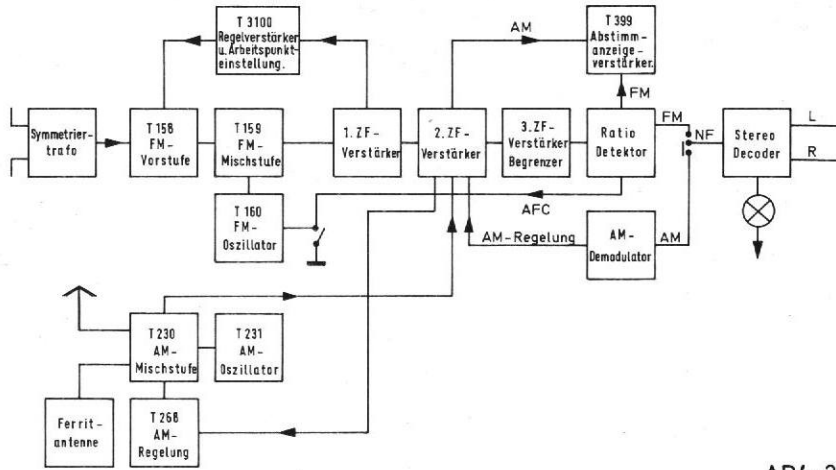 T 3100
Regelverstärker
u. Arbeitspunkt-
einstellung.
AM
T 399
Abstimm-
anzeige-
verstärker.
FM
Symmetrier-
trafo
T 158
FM-
Vorstufe
T 159
FM-
Mischstufe
1. ZF-
Verstärker
2. ZF-
Verstärker
3. ZF-
Verstärker
Begrenzer
Ratio
Detektor
FM
NF
Stereo
Decoder
L
R
T 160
FM-
Oszillator
AFC
AM-Regelung
AM-
Demodulator
AM
T 230
AM-
Mischstufe
T 231
AM-
Oszillator
Ferrit-
antenne
T 268
AM-
Regelung